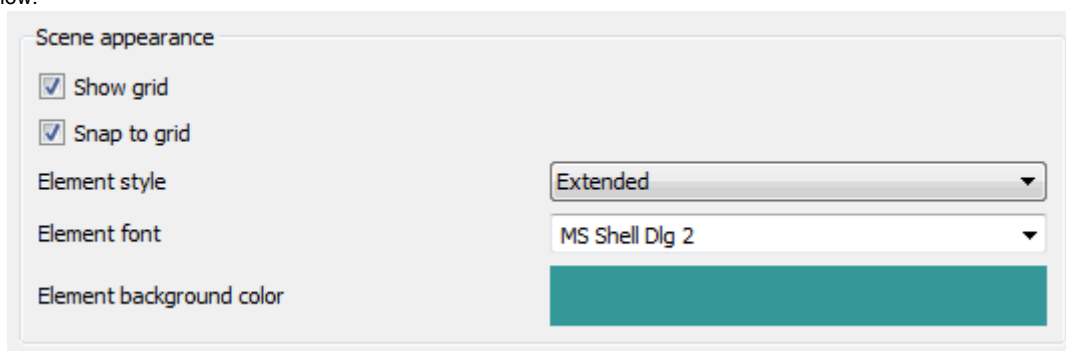 Scene appearance
Show grid
Snap to grid
Element style Extended
Element font MS Shell Dlg 2
Element background color